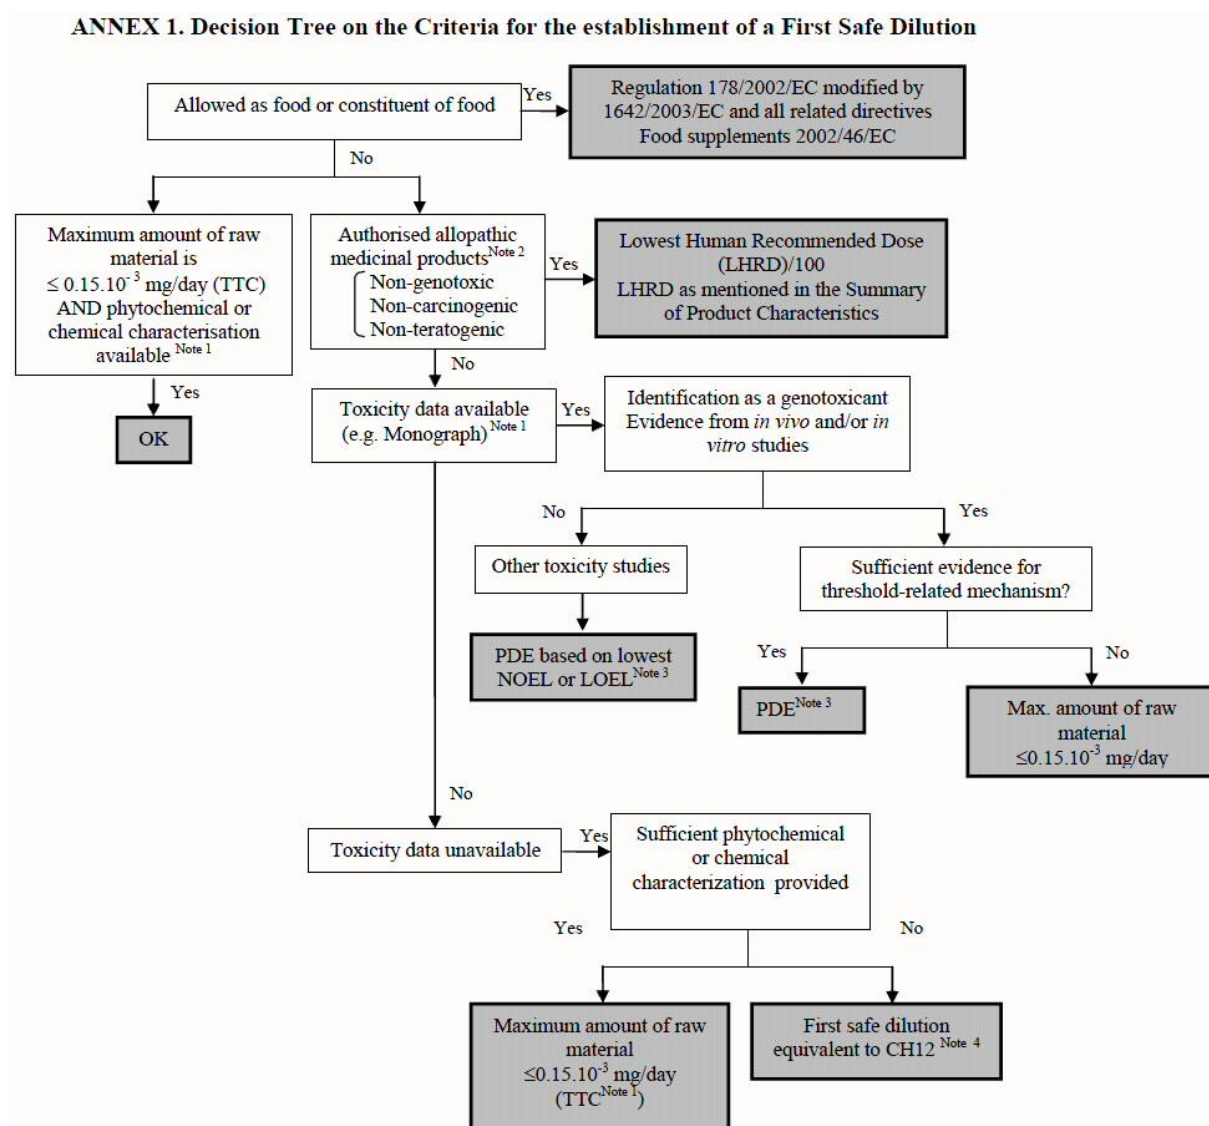 ANNEX 1. Decision Tree on the Criteria for the establishment of a First Safe Dilution
Allowed as food or constituent of food
Yes
Regulation 178/2002/EC modified by
1642/2003/EC and all related directives
Food supplements 2002/46/EC
No
Maximum amount of raw
material is
≤ 0.15.10⁻³ mg/day (TTC)
AND phytochemical or
chemical characterisation
available Note 1
Yes
OK
Authorised allopathic
medicinal products Note 2
Non-genotoxic
Non-carcinogenic
Non-teratogenic
Yes
Lowest Human Recommended Dose
(LHRD)/100
LHRD as mentioned in the Summary
of Product Characteristics
No
Toxicity data available
(e.g. Monograph) Note 1
Yes
Identification as a genotoxicant
Evidence from in vivo and/or in
vitro studies
No
Yes
Other toxicity studies
Sufficient evidence for
threshold-related mechanism?
PDE based on lowest
NOEL or LOEL Note 3
Yes
No
PDE Note 3
Max. amount of raw
material
≤0.15.10⁻³ mg/day
No
Toxicity data unavailable
Yes
Sufficient phytochemical
or chemical
characterization provided
Yes
No
Maximum amount of raw
material
≤0.15.10⁻³ mg/day
(TTC Note 1)
First safe dilution
equivalent to CH12 Note 4